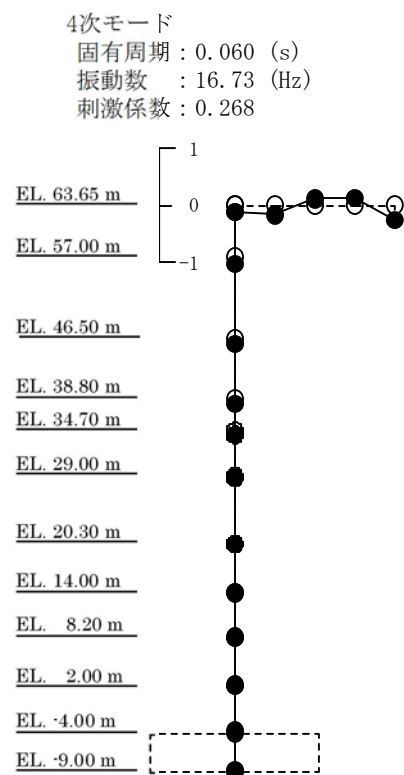 4次モード
固有周期：0.060 (s)
振動数　：16.73 (Hz)
刺激係数：0.268
1
EL. 63.65 m
0
EL. 57.00 m
-1
EL. 46.50 m
EL. 38.80 m
EL. 34.70 m
EL. 29.00 m
EL. 20.30 m
EL. 14.00 m
EL. 8.20 m
EL. 2.00 m
EL. -4.00 m
EL. -9.00 m